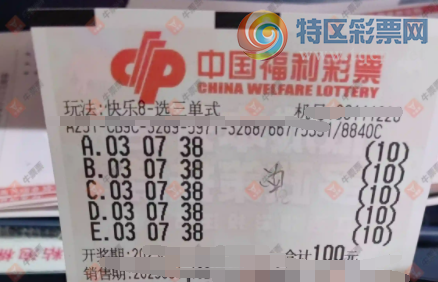 特区彩票网
中国福利彩票
CHINA WELFARE LOTTERY
玩法:快乐8-选三单式
A.03 07 38 (10)
B.03 07 38 (10)
C.03 07 38 (10)
D.03 07 38 (10)
E.03 07 38 (10)
开奖期:202
合计100元
销售期:2025